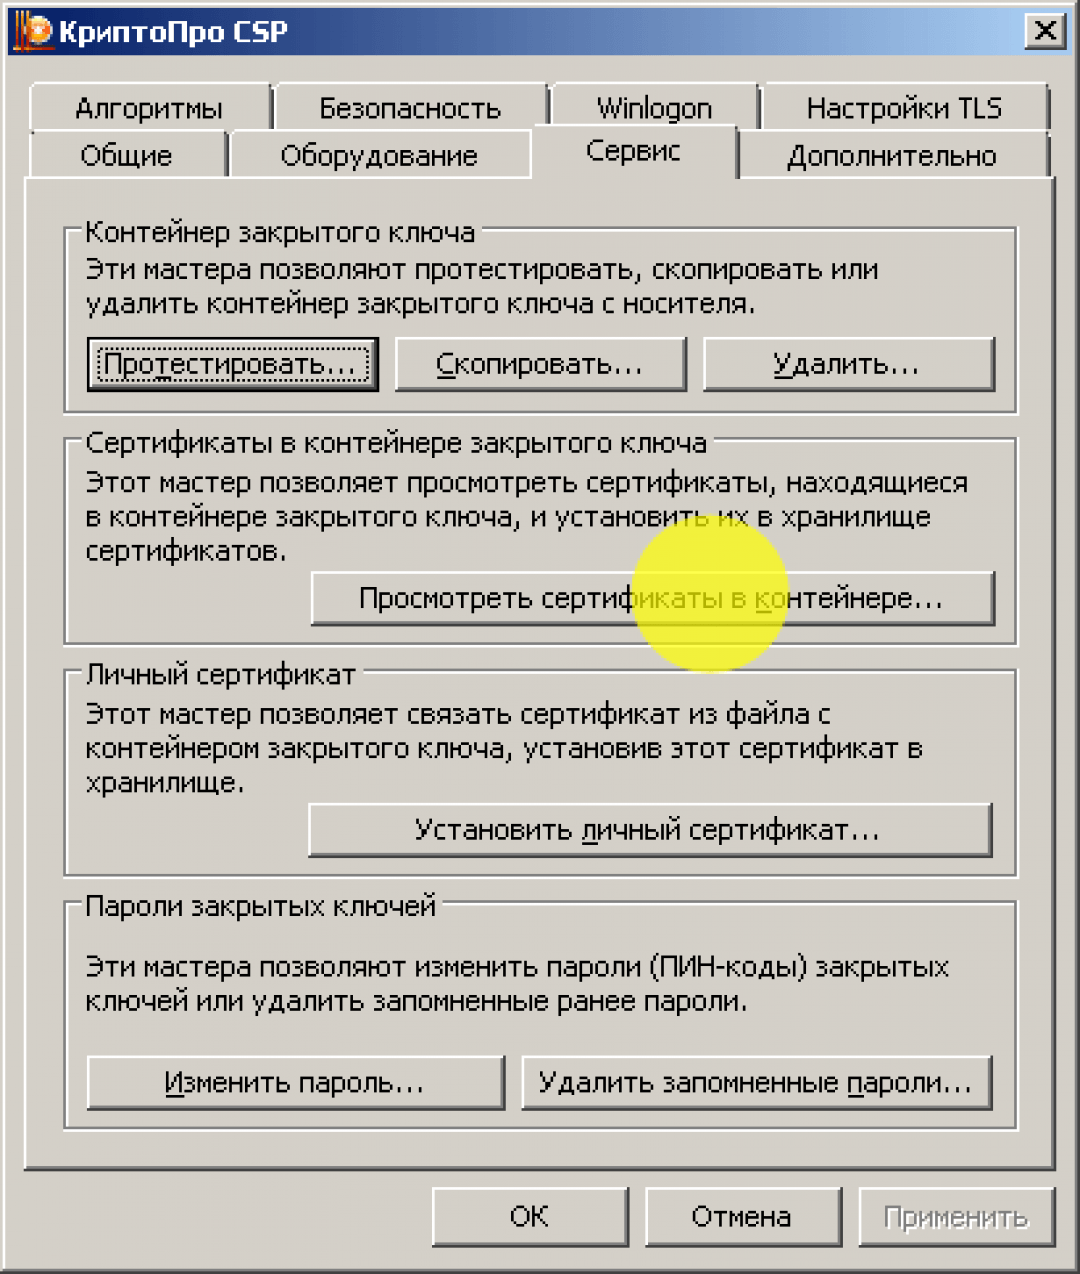 КриптоПро CSP
Алгоритмы Безопасность Winlogon Настройки TLS
Общие Оборудование Сервис Дополнительно
Контейнер закрытого ключа
Эти мастера позволяют протестировать, скопировать или
удалить контейнер закрытого ключа с носителя.
Протестировать... Скопировать... Удалить...
Сертификаты в контейнере закрытого ключа
Этот мастер позволяет просмотреть сертификаты, находящиеся
в контейнере закрытого ключа, и установить их в хранилище
сертификатов.
Просмотреть сертификаты в контейнере...
Личный сертификат
Этот мастер позволяет связать сертификат из файла с
контейнером закрытого ключа, установив этот сертификат в
хранилище.
Установить личный сертификат...
Пароли закрытых ключей
Эти мастера позволяют изменить пароли (ПИН-коды) закрытых
ключей или удалить запомненные ранее пароли.
Изменить пароль... Удалить запомненные пароли...
ОК Отмена Применить